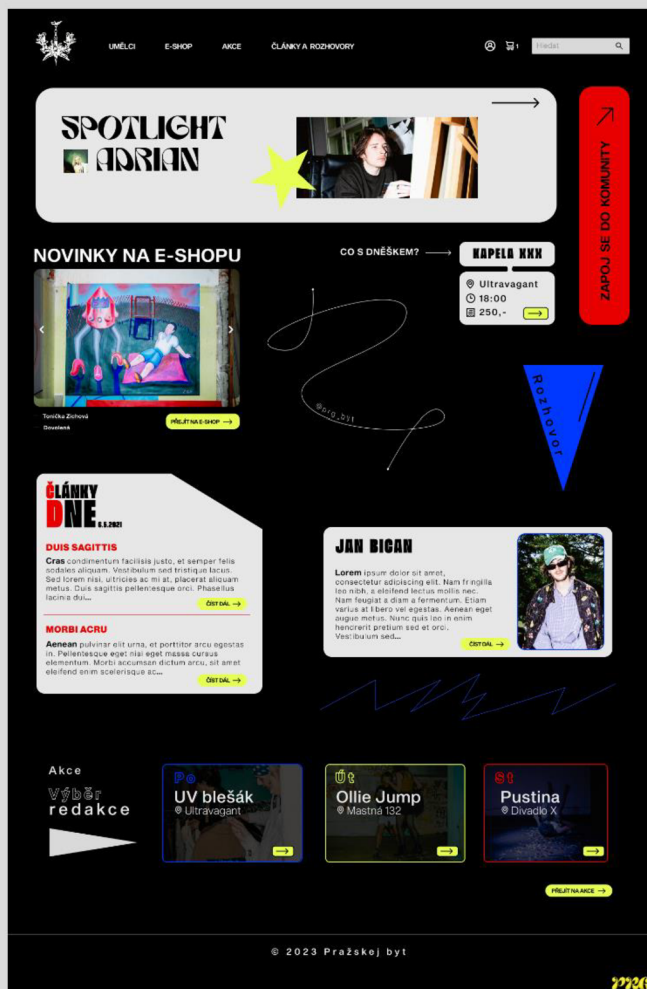 UMĚLCI
E-SHOP
AKCE
ČLÁNKY A ROZHOVORY
1
Hledat
SPOTLIGHT
ADRIAN
ZAPOJ SE DO KOMUNITY
NOVINKY NA E-SHOPU
Tonička Zichová
Dovolená
PŘEJÍT NA E-SHOP
CO S DNEŠKEM?
KAPELA XXX
Ultravagant
18:00
250,-
@pro_byt
Rozhovor
ČLÁNKY
DNE 5.5.2021
DUIS SAGITTIS
Cras condimentum facilisis justo, et semper felis
sodales aliquam. Vestibulum sed tristique lacus.
Sed lorem nisi, ultricies ac mi at, placerat aliquam
metus. Duis sagittis pellentesque orci. Phasellus
lacinia dui...
ČÍST DÁL
MORBI ACRU
Aenean pulvinar elit urna, et porttitor arcu egestas
in. Pellentesque eget nisi eget massa cursus
elementum. Morbi accumsan dictum arcu, sit amet
eleifend enim scelerisque ac...
ČÍST DÁL
JAN BICAN
Lorem ipsum dolor sit amet,
consectetur adipiscing elit. Nam fringilla
leo nibh, a eleifend lectus mollis nec.
Nam feugiat a diam a fermentum. Etiam
varius at libero vel egestas. Aenean eget
augue metus. Nunc quis leo in enim
hendrerit pretium sed et orci.
Vestibulum sed...
ČÍST DÁL
Akce
Výběr
redakce
Po
UV blešák
Ultravagant
Út
Ollie Jump
Mastná 132
St
Pustina
Divadlo X
PŘEJÍT NA AKCE
© 2023 Pražskej byt